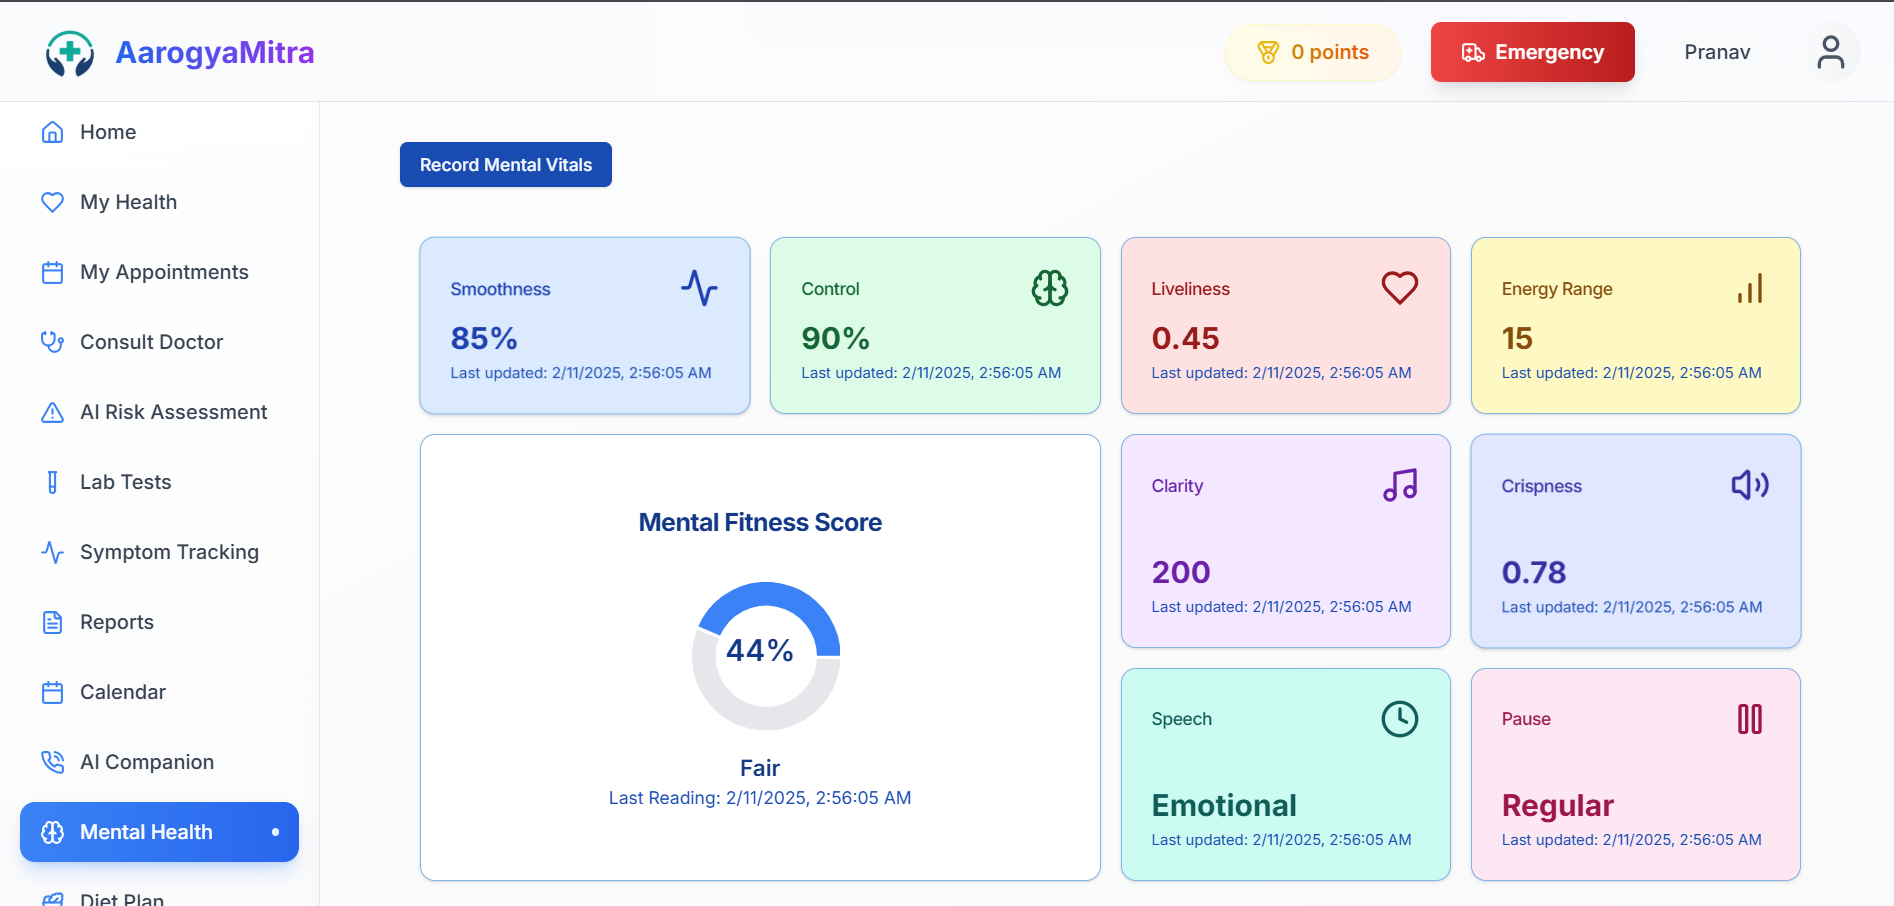 AarogyaMitra
0 points
Emergency
Pranav
Home
My Health
My Appointments
Consult Doctor
AI Risk Assessment
Lab Tests
Symptom Tracking
Reports
Calendar
AI Companion
Mental Health
Diet Plan
Record Mental Vitals
Smoothness
85%
Last updated: 2/11/2025, 2:56:05 AM
Control
90%
Last updated: 2/11/2025, 2:56:05 AM
Liveliness
0.45
Last updated: 2/11/2025, 2:56:05 AM
Energy Range
15
Last updated: 2/11/2025, 2:56:05 AM
Mental Fitness Score
44%
Fair
Last Reading: 2/11/2025, 2:56:05 AM
Clarity
200
Last updated: 2/11/2025, 2:56:05 AM
Crispness
0.78
Last updated: 2/11/2025, 2:56:05 AM
Speech
Emotional
Last updated: 2/11/2025, 2:56:05 AM
Pause
Regular
Last updated: 2/11/2025, 2:56:05 AM